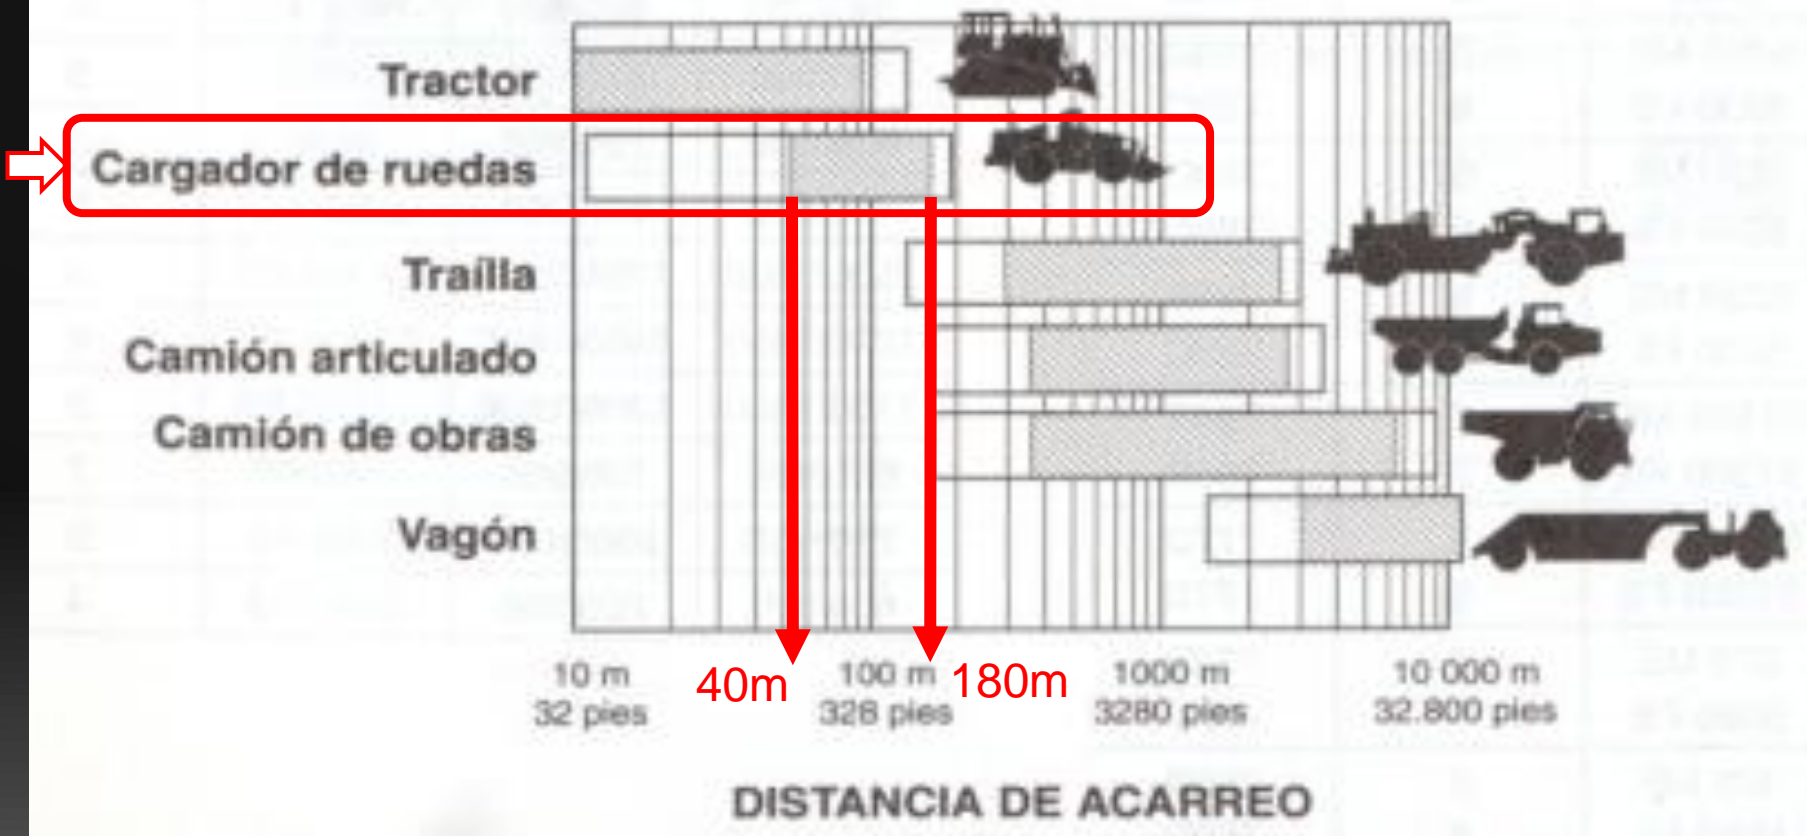 Tractor
Cargador de ruedas
Traílla
Camión articulado
Camión de obras
Vagón
10 m
32 pies
40m
100 m
328 pies
180m
1000 m
3280 pies
10 000 m
32.800 pies
DISTANCIA DE ACARREO